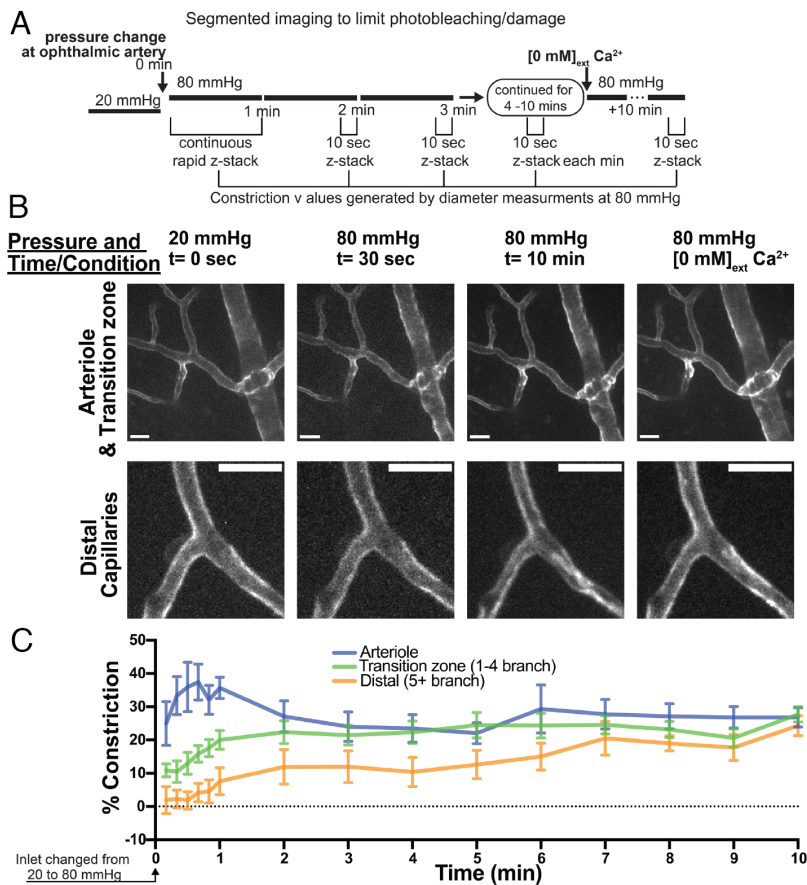 A
Segmented imaging to limit photobleaching/damage
pressure change
at ophthalmic artery
0 min
[0 mM]ext Ca²⁺
20 mmHg
80 mmHg
1 min
2 min
3 min
continued for
4 -10 mins
80 mmHg
...
+10 min
continuous
rapid z-stack
10 sec
z-stack
10 sec
z-stack
10 sec
z-stack each min
10 sec
z-stack
Constriction v alues generated by diameter measurments at 80 mmHg
B
Pressure and
Time/Condition
20 mmHg
t= 0 sec
80 mmHg
t= 30 sec
80 mmHg
t= 10 min
80 mmHg
[0 mM]ext Ca²⁺
Arteriole
& Transition zone
Distal
Capillaries
C
% Constriction
50
40
30
20
10
0
-10
Arteriole
Transition zone (1-4 branch)
Distal (5+ branch)
0 1 2 3 4 5 6 7 8 9 10
Time (min)
Inlet changed from
20 to 80 mmHg